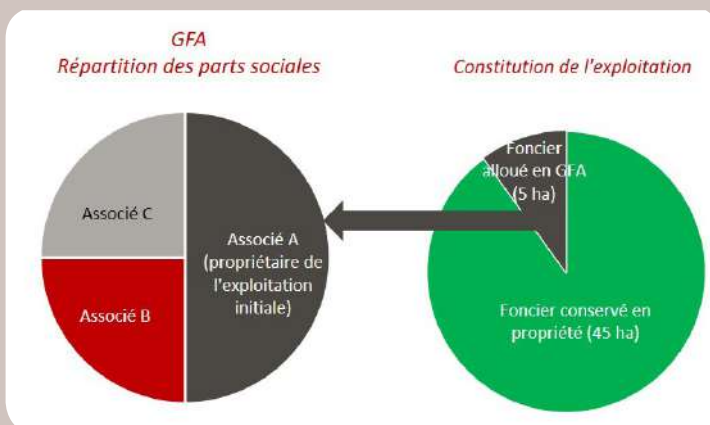 GFA
Répartition des parts sociales
Constitution de l'exploitation
Associé C
Associé B
Associé A
(propriétaire de
l'exploitation
initiale)
Foncier
alloué en GFA
(5 ha)
Foncier conservé en
propriété (45 ha)